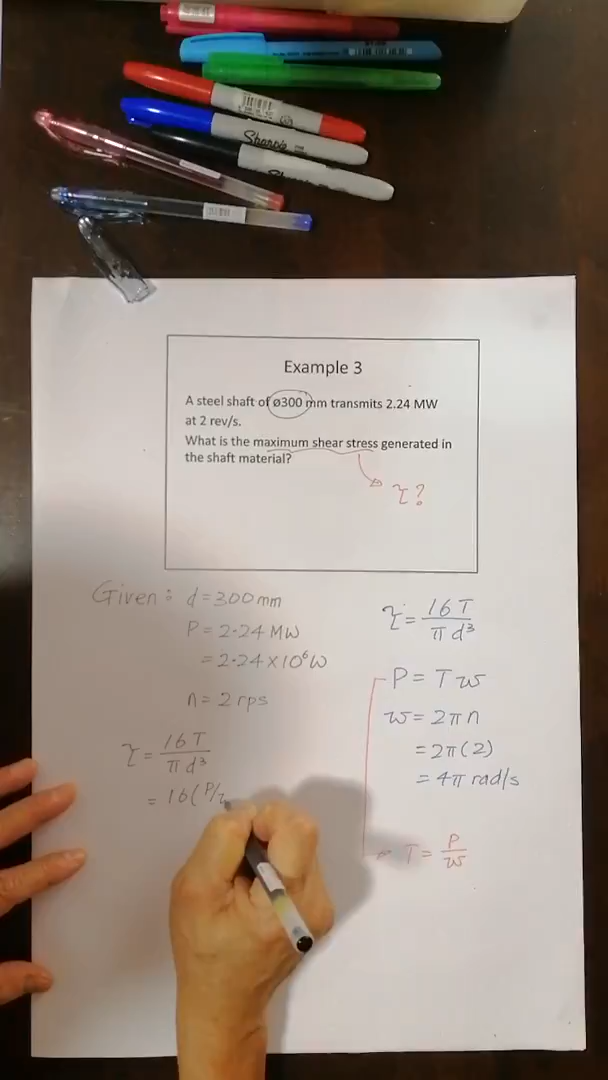 Sharpie
Example 3
A steel shaft of ø300 mm transmits 2.24 MW
at 2 rev/s.
What is the maximum shear stress generated in
the shaft material?
τ?
Given: d = 300 mm
P = 2.24 MW
= 2.24 × 10⁶ W
n = 2 rps
τ = 16T / πd³
= 16(P/
τ = 16T / πd³
P = Tω
ω = 2πn
= 2π(2)
= 4π rad/s
T = P/ω